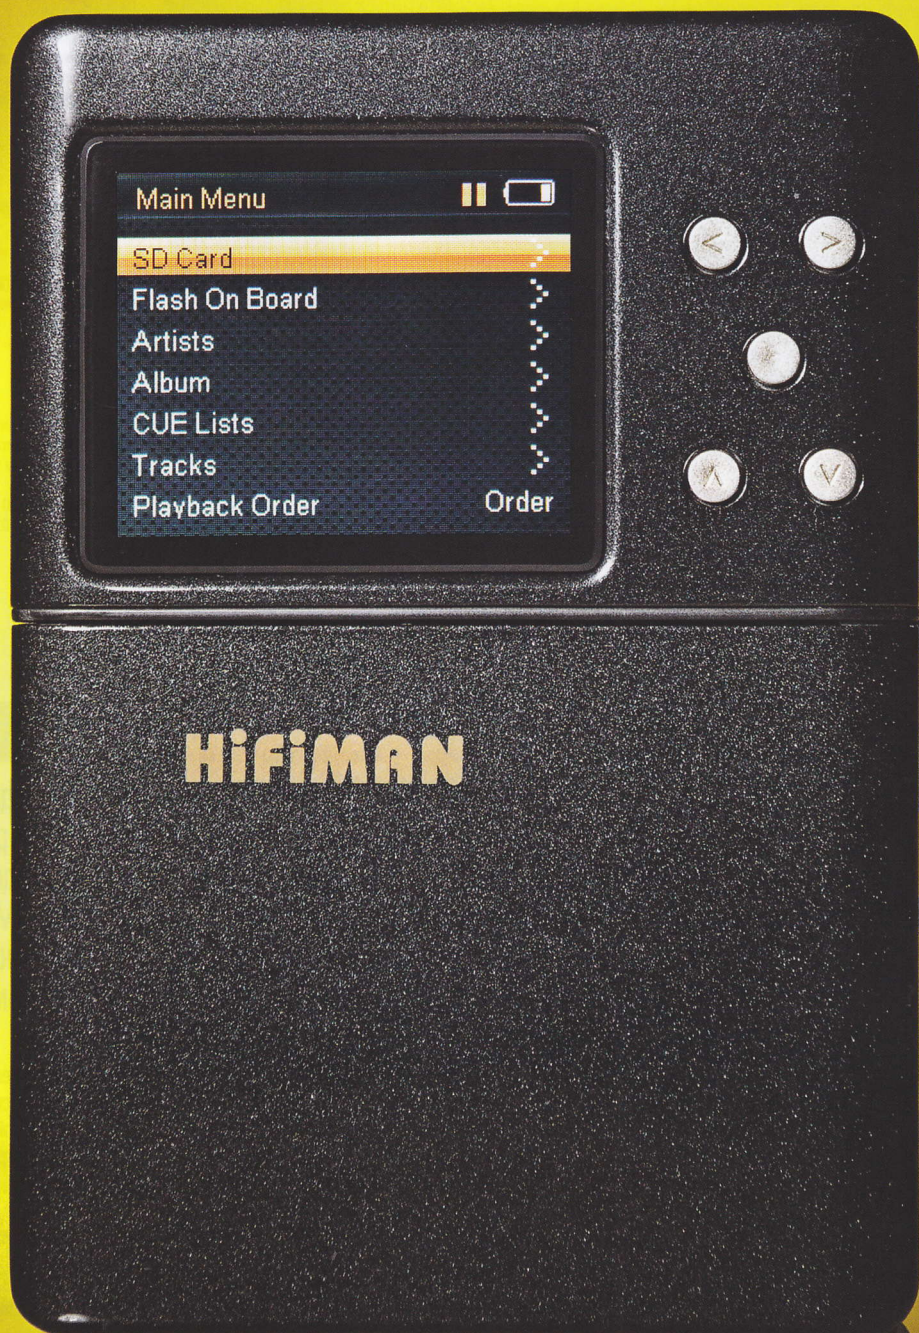 Main Menu
SD Card >
Flash On Board >
Artists >
Album >
CUE Lists >
Tracks >
Playback Order Order
< >
∧ ∨
HiFiMAN